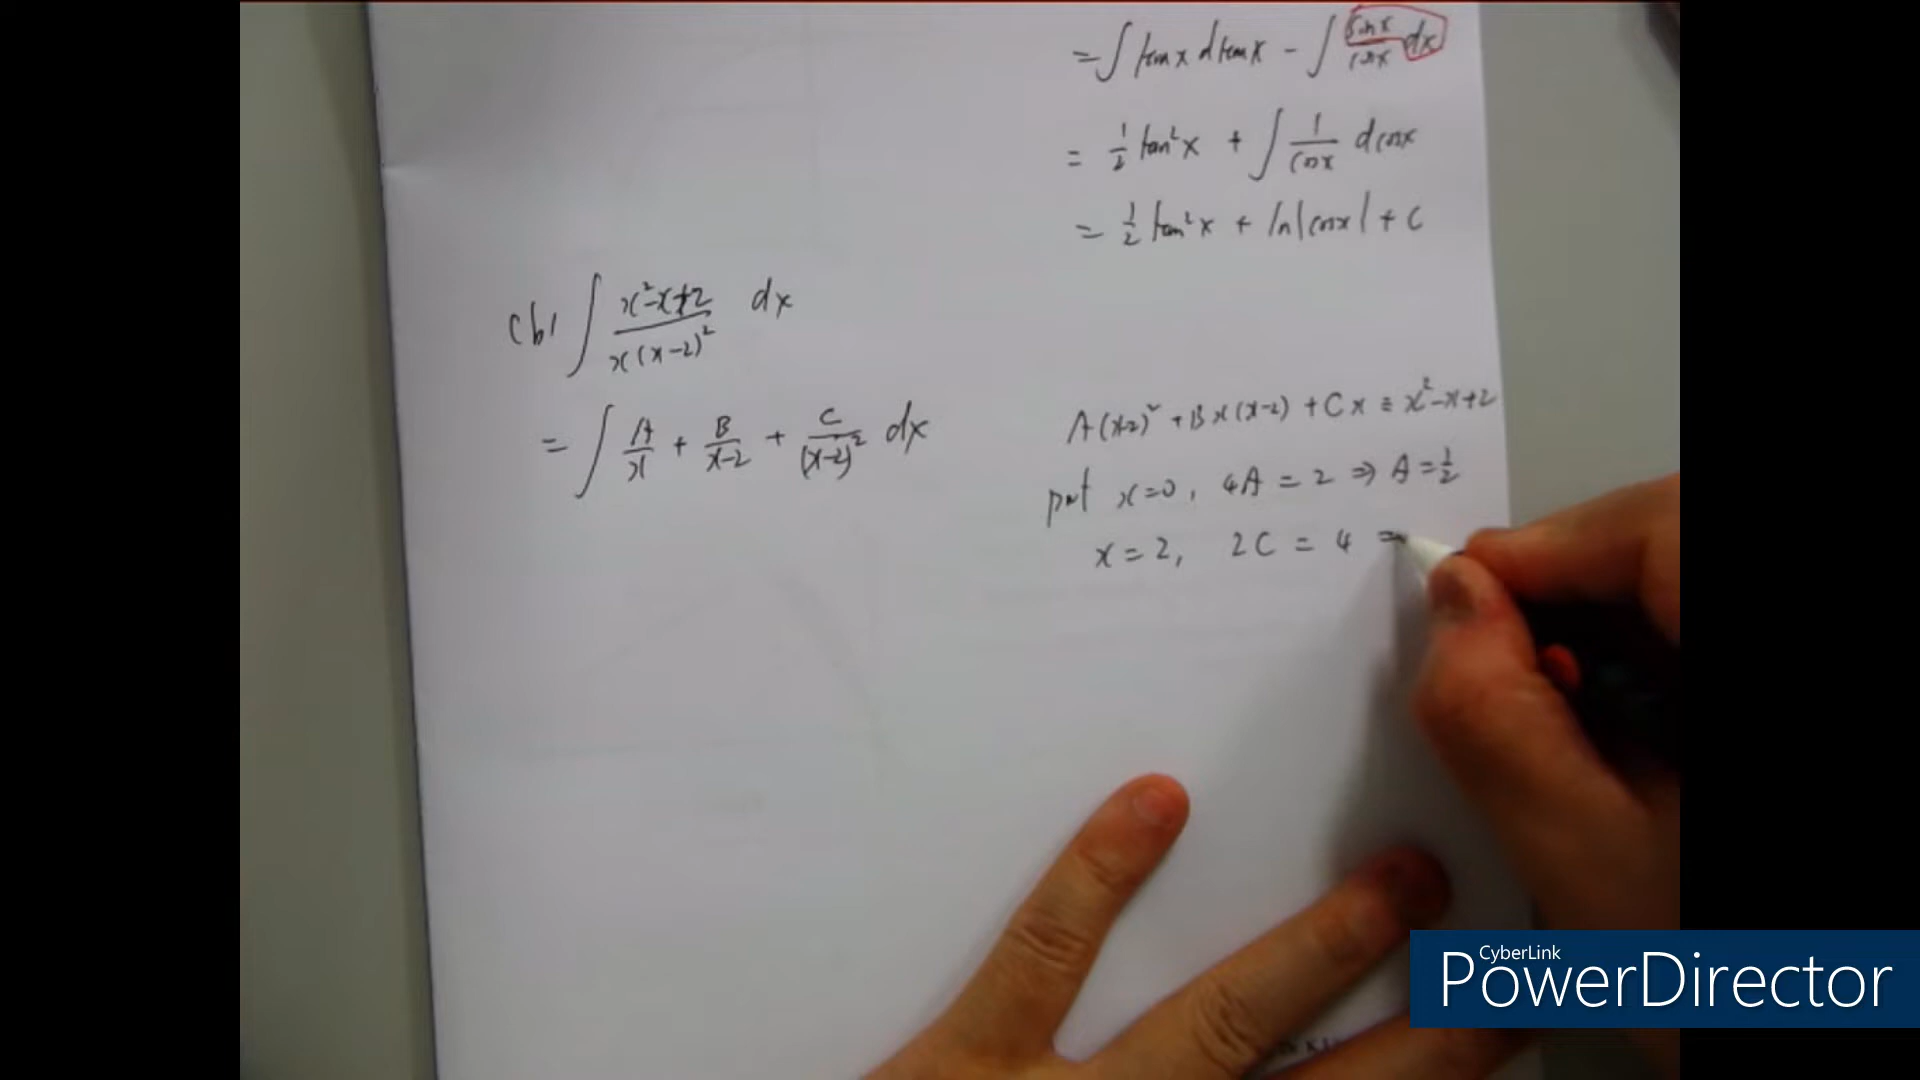 = ∫ tan x d tan x - ∫ sin x / cos x dx
= 1/2 tan² x + ∫ 1 / cos x d cos x
= 1/2 tan² x + ln|cos x| + C
(b) ∫ x²-x+2 / x(x-2)² dx
= ∫ A/x + B/x-2 + C/(x-2)² dx
A(x-2)² + Bx(x-2) + Cx ≡ x²-x+2
put x=0, 4A = 2 ⇒ A = 1/2
x = 2, 2C = 4 =
CyberLink
PowerDirector